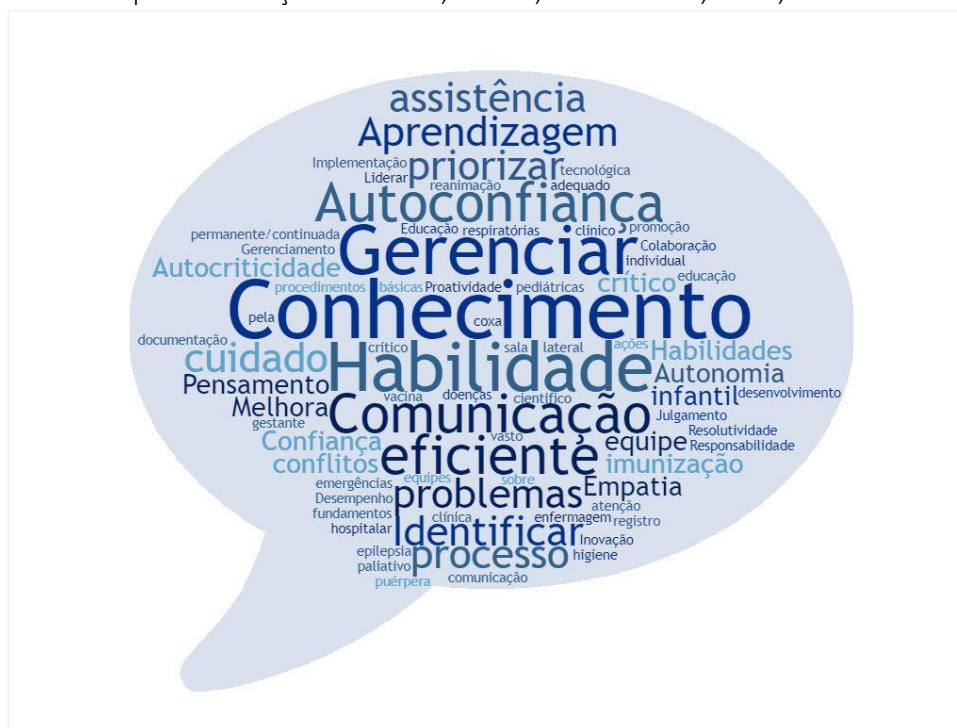 assistência
Aprendizagem
Implementação priorizar tecnológica
Liderar reanimação adequado
Autoconfiança
permanente/continuada Educação respiratórias clinico promoção
Gerenciamento Gerenciar Colaboração
individual
Autocriticidade crítico educação
procedimentos básicas Proatividade pediátricas
Conhecimento
pela coxa
documentação
cuidado critico sala lateral ações Habilidades
Habilidade Autonomia
Pensamento vacina doenças cientifico infantil desenvolvimento
Melhora Comunicação Julgamento
gestante Resolutividade
Confiança vasto equipe Responsabilidade
conflitos eficiente imunização
emergências equipes sobre Empatia
Desempenho problemas atenção
fundamentos clínica enfermagem registro
hospitalar Identificar Inovação
epilepsia processo higiene
paliativo
puérpera comunicação